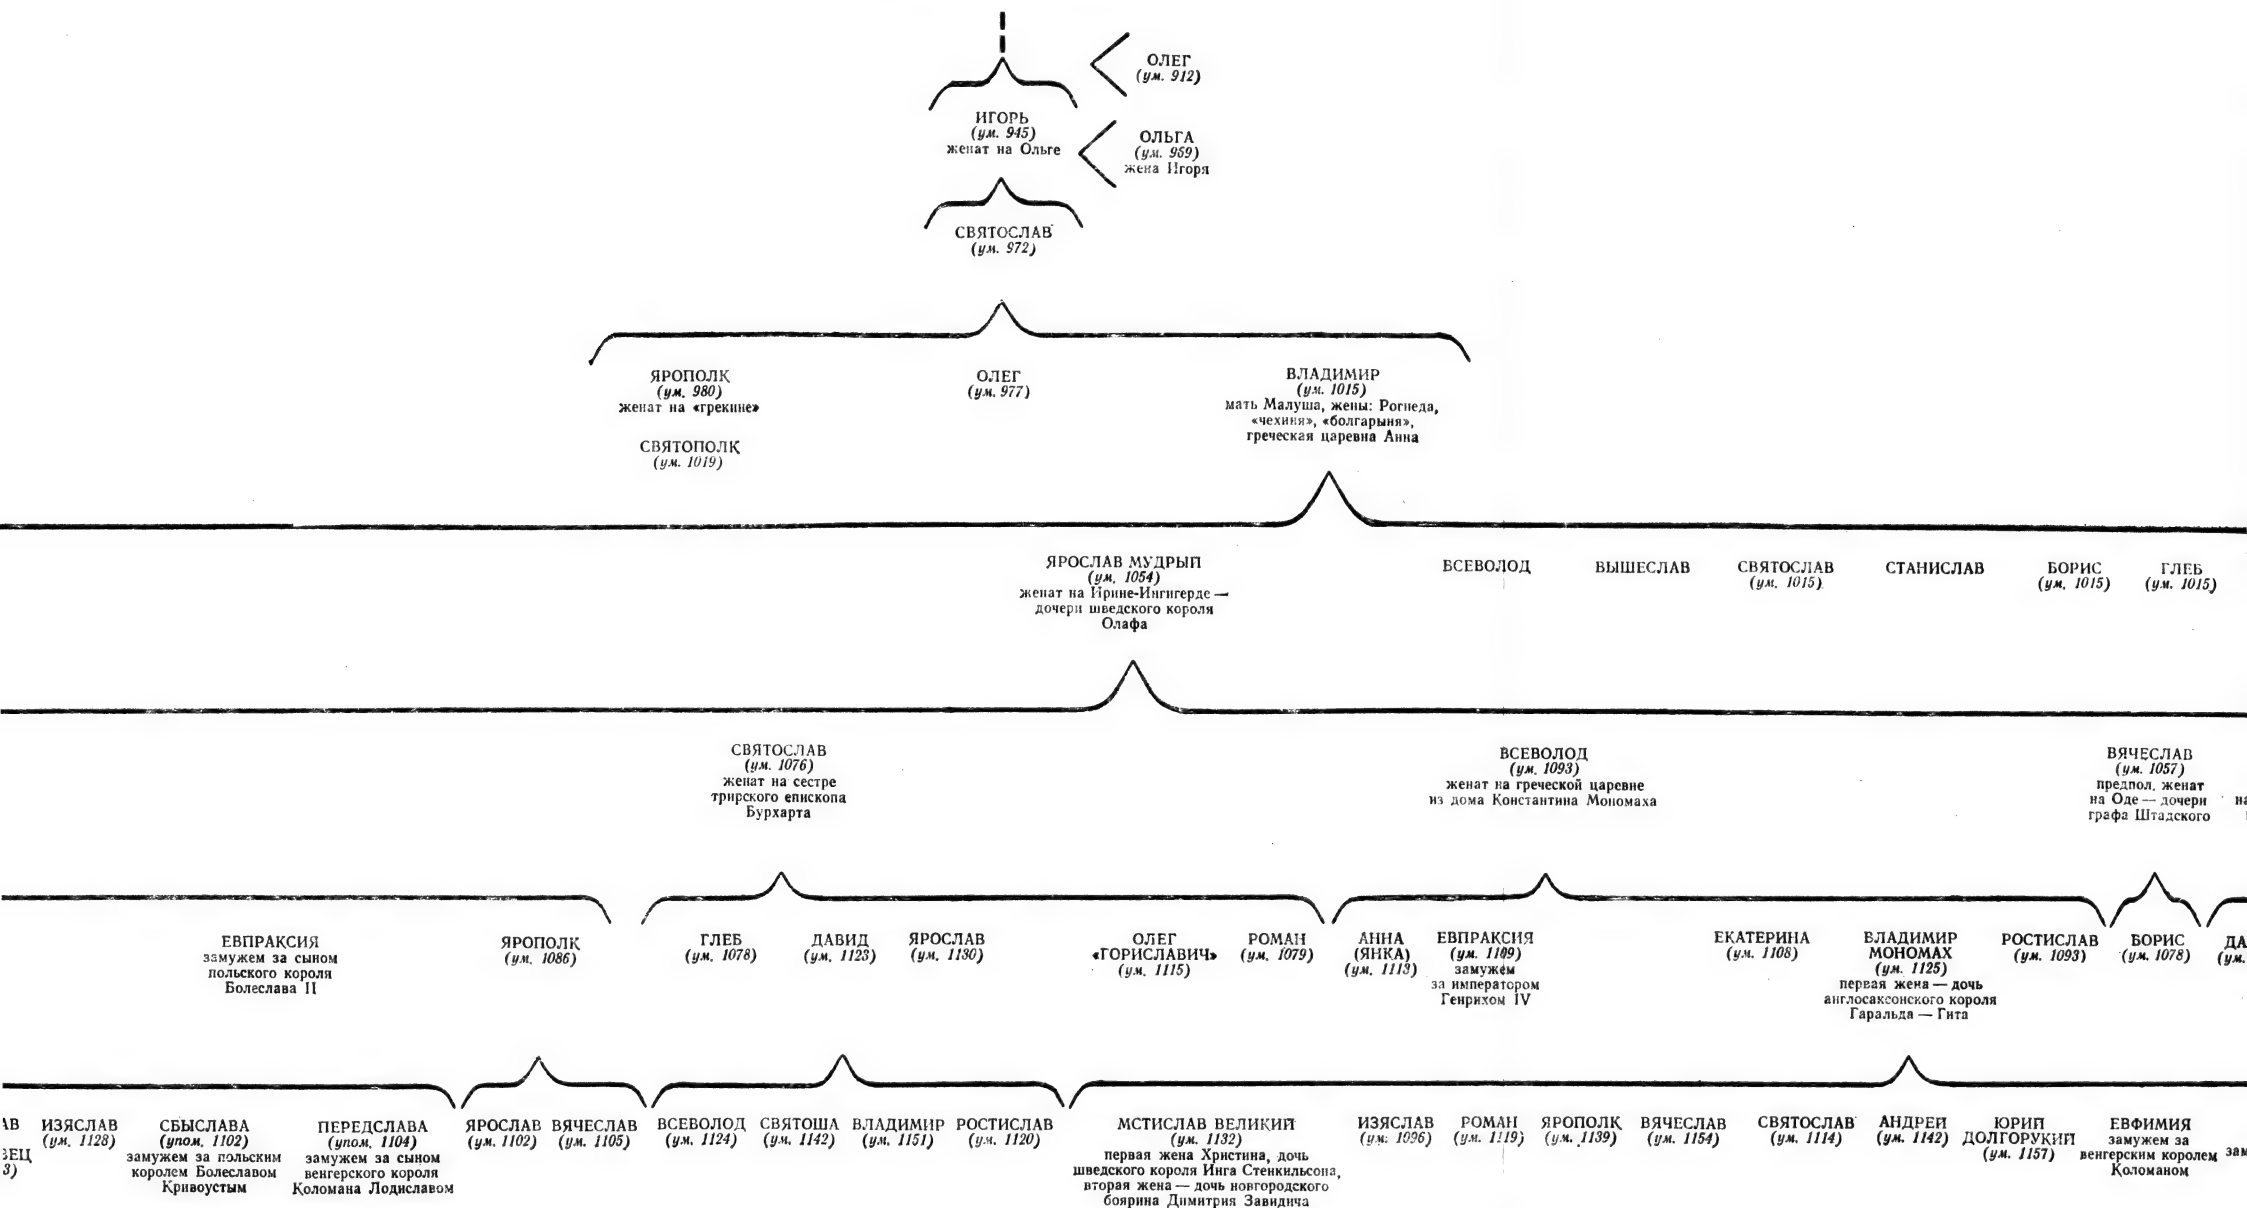 ОЛЕГ
(ум. 912)
ИГОРЬ
(ум. 945)
женат на Ольге
ОЛЬГА
(ум. 969)
жена Игоря
СВЯТОСЛАВ
(ум. 972)
ЯРОПОЛК
(ум. 980)
женат на «грекине»
СВЯТОПОЛК
(ум. 1019)
ОЛЕГ
(ум. 977)
ВЛАДИМИР
(ум. 1015)
мать Малуша, жены: Рогнеда,
«чехиня», «болгарыня»,
греческая царевна Анна
ЯРОСЛАВ МУДРЫЙ
(ум. 1054)
женат на Ирине-Ингигерде —
дочери шведского короля
Олафа
ВСЕВОЛОД
ВЫШЕСЛАВ
СВЯТОСЛАВ
(ум. 1015)
СТАНИСЛАВ
БОРИС
(ум. 1015)
ГЛЕБ
(ум. 1015)
СВЯТОСЛАВ
(ум. 1076)
женат на сестре
трирского епископа
Бурхарта
ВСЕВОЛОД
(ум. 1093)
женат на греческой царевне
из дома Константина Мономаха
ВЯЧЕСЛАВ
(ум. 1057)
предпол. женат
на Оде — дочери
графа Штадского
ЕВПРАКСИЯ
замужем за сыном
польского короля
Болеслава II
ЯРОПОЛК
(ум. 1086)
ГЛЕБ
(ум. 1078)
ДАВИД
(ум. 1123)
ЯРОСЛАВ
(ум. 1130)
ОЛЕГ
«ГОРИСЛАВИЧ»
(ум. 1115)
РОМАН
(ум. 1079)
АННА
(ЯНКА)
(ум. 1113)
ЕВПРАКСИЯ
(ум. 1109)
замужем
за императором
Генрихом IV
ЕКАТЕРИНА
(ум. 1108)
ВЛАДИМИР
МОНОМАХ
(ум. 1125)
первая жена — дочь
англосаксонского короля
Гаральда — Гита
РОСТИСЛАВ
(ум. 1093)
БОРИС
(ум. 1078)
ДА
(ум.
АВ
ЗЕЦ
3)
ИЗЯСЛАВ
(ум. 1128)
СБЫСЛАВА
(упом. 1102)
замужем за польским
королем Болеславом
Кривоустым
ПЕРЕДСЛАВА
(упом. 1104)
замужем за сыном
венгерского короля
Коломана Лодиславом
ЯРОСЛАВ
(ум. 1102)
ВЯЧЕСЛАВ
(ум. 1105)
ВСЕВОЛОД
(ум. 1124)
СВЯТОША
(ум. 1142)
ВЛАДИМИР
(ум. 1151)
РОСТИСЛАВ
(ум. 1120)
МСТИСЛАВ ВЕЛИКИЙ
(ум. 1132)
первая жена Христина, дочь
шведского короля Инга Стенкильсона,
вторая жена — дочь новгородского
боярина Димитрия Завидича
ИЗЯСЛАВ
(ум. 1096)
РОМАН
(ум. 1119)
ЯРОПОЛК
(ум. 1139)
ВЯЧЕСЛАВ
(ум. 1154)
СВЯТОСЛАВ
(ум. 1114)
АНДРЕЙ
(ум. 1142)
ЮРИЙ
ДОЛГОРУКИЙ
(ум. 1157)
ЕВФИМИЯ
замужем за
венгерским королем
Коломаном
зам